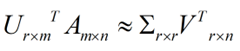 U_{r×m}^T A_{m×n} ≈ Σ_{r×r} V^T_{r×n}